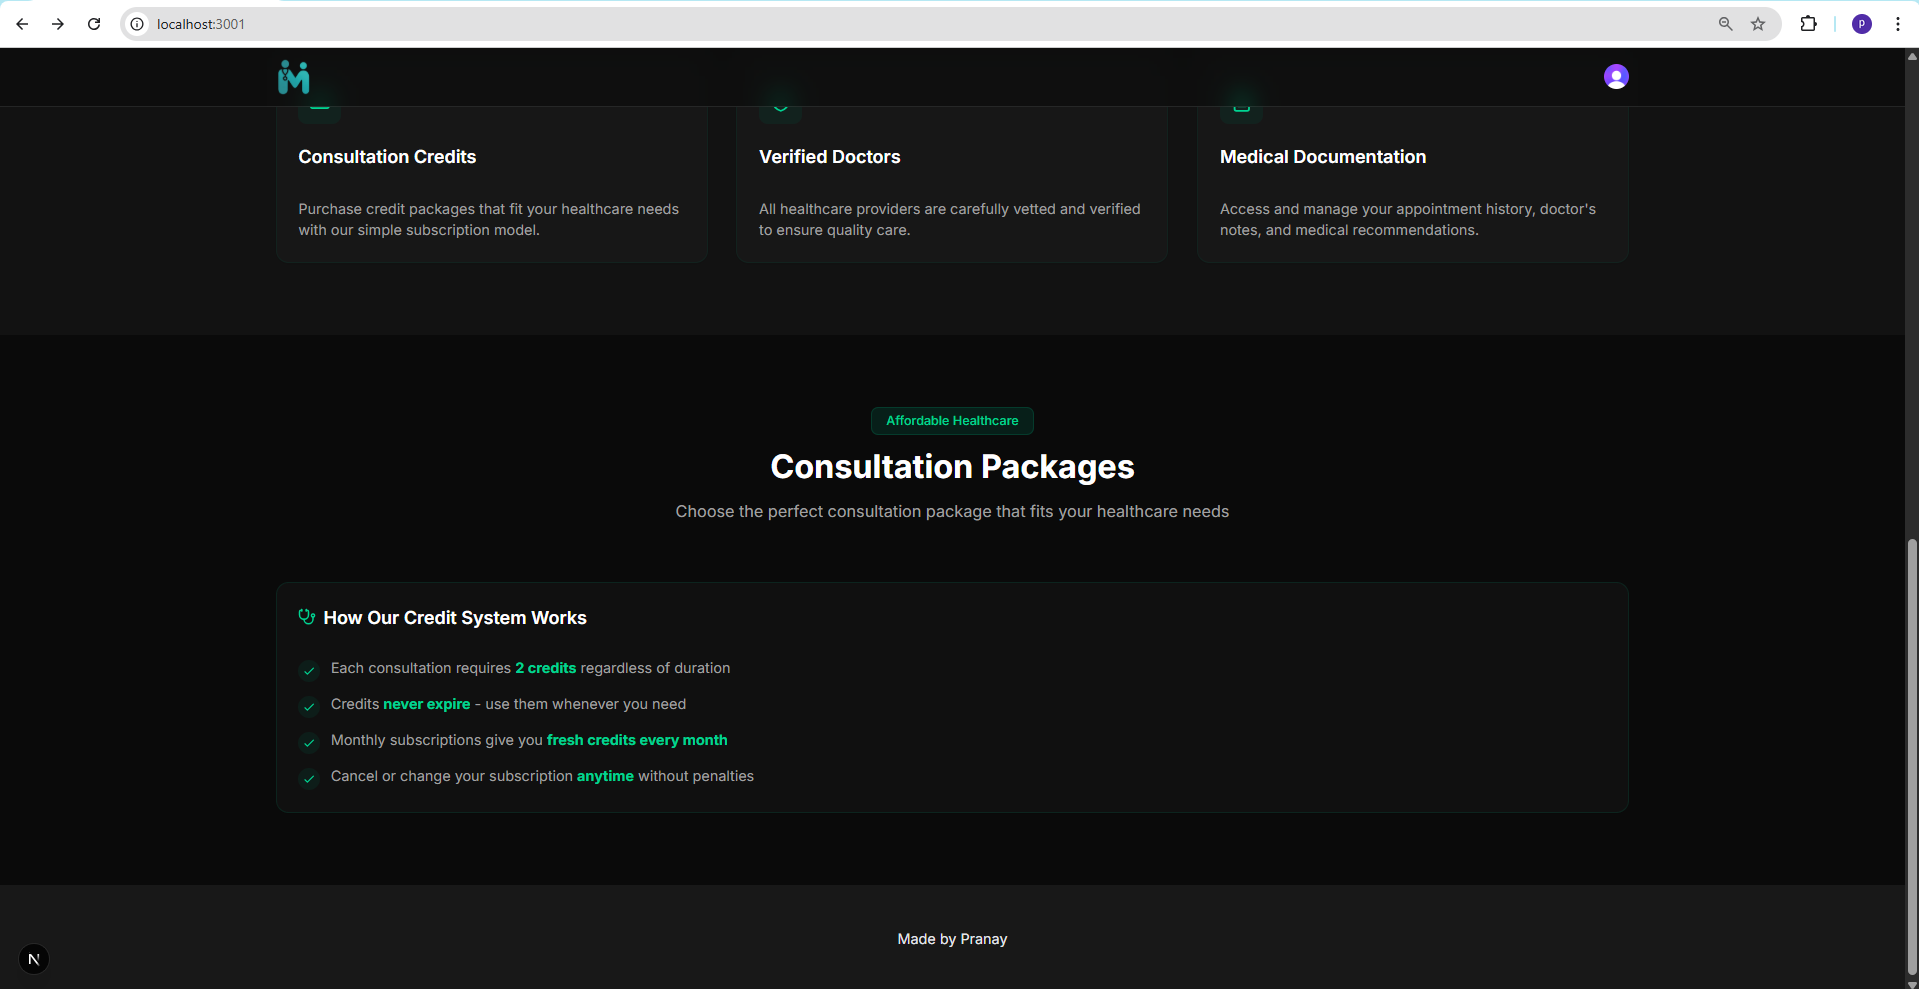 localhost:3001
P
M
Consultation Credits
Purchase credit packages that fit your healthcare needs
with our simple subscription model.
Verified Doctors
All healthcare providers are carefully vetted and verified
to ensure quality care.
Medical Documentation
Access and manage your appointment history, doctor's
notes, and medical recommendations.
Affordable Healthcare
Consultation Packages
Choose the perfect consultation package that fits your healthcare needs
How Our Credit System Works
Each consultation requires 2 credits regardless of duration
Credits never expire - use them whenever you need
Monthly subscriptions give you fresh credits every month
Cancel or change your subscription anytime without penalties
Made by Pranay
N